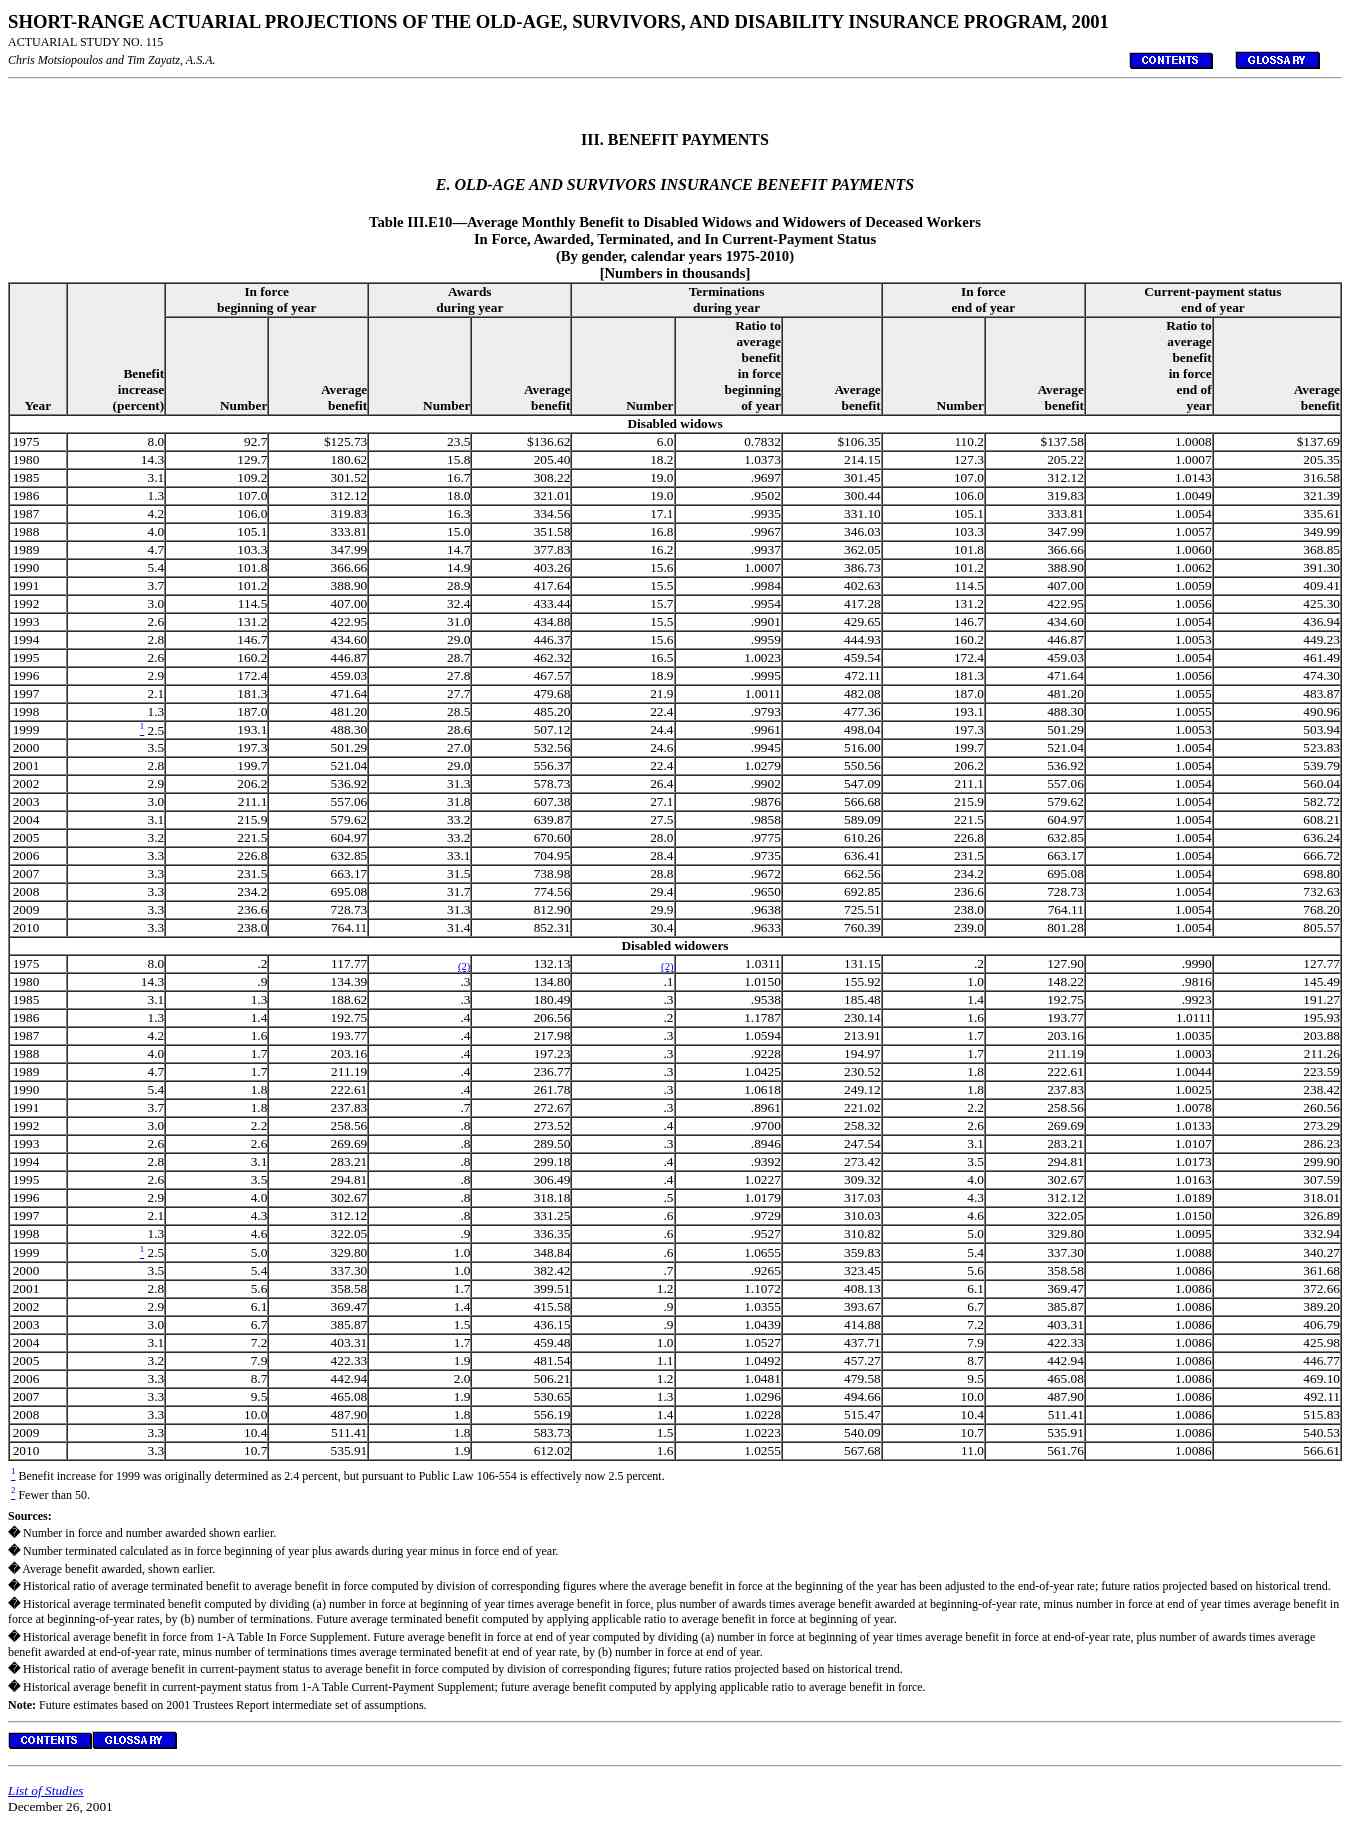 SHORT-RANGE ACTUARIAL PROJECTIONS OF THE OLD-AGE, SURVIVORS, AND DISABILITY INSURANCE PROGRAM, 2001
ACTUARIAL STUDY NO. 115
Chris Motsiopoulos and Tim Zayatz, A.S.A. CONTENTS GLOSSARY
III. BENEFIT PAYMENTS
E. OLD-AGE AND SURVIVORS INSURANCE BENEFIT PAYMENTS
Table III.E10—Average Monthly Benefit to Disabled Widows and Widowers of Deceased Workers
In Force, Awarded, Terminated, and In Current-Payment Status
(By gender, calendar years 1975-2010)
[Numbers in thousands]
Year Benefit increase (percent) In force beginning of year Awards during year Terminations during year In force end of year Current-payment status end of year
Number Average benefit Number Average benefit Number Ratio to average benefit in force beginning of year Average benefit Number Average benefit Ratio to average benefit in force end of year Average benefit
Disabled widows
1975 8.0 92.7 $125.73 23.5 $136.62 6.0 0.7832 $106.35 110.2 $137.58 1.0008 $137.69
1980 14.3 129.7 180.62 15.8 205.40 18.2 1.0373 214.15 127.3 205.22 1.0007 205.35
1985 3.1 109.2 301.52 16.7 308.22 19.0 .9697 301.45 107.0 312.12 1.0143 316.58
1986 1.3 107.0 312.12 18.0 321.01 19.0 .9502 300.44 106.0 319.83 1.0049 321.39
1987 4.2 106.0 319.83 16.3 334.56 17.1 .9935 331.10 105.1 333.81 1.0054 335.61
1988 4.0 105.1 333.81 15.0 351.58 16.8 .9967 346.03 103.3 347.99 1.0057 349.99
1989 4.7 103.3 347.99 14.7 377.83 16.2 .9937 362.05 101.8 366.66 1.0060 368.85
1990 5.4 101.8 366.66 14.9 403.26 15.6 1.0007 386.73 101.2 388.90 1.0062 391.30
1991 3.7 101.2 388.90 28.9 417.64 15.5 .9984 402.63 114.5 407.00 1.0059 409.41
1992 3.0 114.5 407.00 32.4 433.44 15.7 .9954 417.28 131.2 422.95 1.0056 425.30
1993 2.6 131.2 422.95 31.0 434.88 15.5 .9901 429.65 146.7 434.60 1.0054 436.94
1994 2.8 146.7 434.60 29.0 446.37 15.6 .9959 444.93 160.2 446.87 1.0053 449.23
1995 2.6 160.2 446.87 28.7 462.32 16.5 1.0023 459.54 172.4 459.03 1.0054 461.49
1996 2.9 172.4 459.03 27.8 467.57 18.9 .9995 472.11 181.3 471.64 1.0056 474.30
1997 2.1 181.3 471.64 27.7 479.68 21.9 1.0011 482.08 187.0 481.20 1.0055 483.87
1998 1.3 187.0 481.20 28.5 485.20 22.4 .9793 477.36 193.1 488.30 1.0055 490.96
1999 1 2.5 193.1 488.30 28.6 507.12 24.4 .9961 498.04 197.3 501.29 1.0053 503.94
2000 3.5 197.3 501.29 27.0 532.56 24.6 .9945 516.00 199.7 521.04 1.0054 523.83
2001 2.8 199.7 521.04 29.0 556.37 22.4 1.0279 550.56 206.2 536.92 1.0054 539.79
2002 2.9 206.2 536.92 31.3 578.73 26.4 .9902 547.09 211.1 557.06 1.0054 560.04
2003 3.0 211.1 557.06 31.8 607.38 27.1 .9876 566.68 215.9 579.62 1.0054 582.72
2004 3.1 215.9 579.62 33.2 639.87 27.5 .9858 589.09 221.5 604.97 1.0054 608.21
2005 3.2 221.5 604.97 33.2 670.60 28.0 .9775 610.26 226.8 632.85 1.0054 636.24
2006 3.3 226.8 632.85 33.1 704.95 28.4 .9735 636.41 231.5 663.17 1.0054 666.72
2007 3.3 231.5 663.17 31.5 738.98 28.8 .9672 662.56 234.2 695.08 1.0054 698.80
2008 3.3 234.2 695.08 31.7 774.56 29.4 .9650 692.85 236.6 728.73 1.0054 732.63
2009 3.3 236.6 728.73 31.3 812.90 29.9 .9638 725.51 238.0 764.11 1.0054 768.20
2010 3.3 238.0 764.11 31.4 852.31 30.4 .9633 760.39 239.0 801.28 1.0054 805.57
Disabled widowers
1975 8.0 .2 117.77 (2) 132.13 (2) 1.0311 131.15 .2 127.90 .9990 127.77
1980 14.3 .9 134.39 .3 134.80 .1 1.0150 155.92 1.0 148.22 .9816 145.49
1985 3.1 1.3 188.62 .3 180.49 .3 .9538 185.48 1.4 192.75 .9923 191.27
1986 1.3 1.4 192.75 .4 206.56 .2 1.1787 230.14 1.6 193.77 1.0111 195.93
1987 4.2 1.6 193.77 .4 217.98 .3 1.0594 213.91 1.7 203.16 1.0035 203.88
1988 4.0 1.7 203.16 .4 197.23 .3 .9228 194.97 1.7 211.19 1.0003 211.26
1989 4.7 1.7 211.19 .4 236.77 .3 1.0425 230.52 1.8 222.61 1.0044 223.59
1990 5.4 1.8 222.61 .4 261.78 .3 1.0618 249.12 1.8 237.83 1.0025 238.42
1991 3.7 1.8 237.83 .7 272.67 .3 .8961 221.02 2.2 258.56 1.0078 260.56
1992 3.0 2.2 258.56 .8 273.52 .4 .9700 258.32 2.6 269.69 1.0133 273.29
1993 2.6 2.6 269.69 .8 289.50 .3 .8946 247.54 3.1 283.21 1.0107 286.23
1994 2.8 3.1 283.21 .8 299.18 .4 .9392 273.42 3.5 294.81 1.0173 299.90
1995 2.6 3.5 294.81 .8 306.49 .4 1.0227 309.32 4.0 302.67 1.0163 307.59
1996 2.9 4.0 302.67 .8 318.18 .5 1.0179 317.03 4.3 312.12 1.0189 318.01
1997 2.1 4.3 312.12 .8 331.25 .6 .9729 310.03 4.6 322.05 1.0150 326.89
1998 1.3 4.6 322.05 .9 336.35 .6 .9527 310.82 5.0 329.80 1.0095 332.94
1999 1 2.5 5.0 329.80 1.0 348.84 .6 1.0655 359.83 5.4 337.30 1.0088 340.27
2000 3.5 5.4 337.30 1.0 382.42 .7 .9265 323.45 5.6 358.58 1.0086 361.68
2001 2.8 5.6 358.58 1.7 399.51 1.2 1.1072 408.13 6.1 369.47 1.0086 372.66
2002 2.9 6.1 369.47 1.4 415.58 .9 1.0355 393.67 6.7 385.87 1.0086 389.20
2003 3.0 6.7 385.87 1.5 436.15 .9 1.0439 414.88 7.2 403.31 1.0086 406.79
2004 3.1 7.2 403.31 1.7 459.48 1.0 1.0527 437.71 7.9 422.33 1.0086 425.98
2005 3.2 7.9 422.33 1.9 481.54 1.1 1.0492 457.27 8.7 442.94 1.0086 446.77
2006 3.3 8.7 442.94 2.0 506.21 1.2 1.0481 479.58 9.5 465.08 1.0086 469.10
2007 3.3 9.5 465.08 1.9 530.65 1.3 1.0296 494.66 10.0 487.90 1.0086 492.11
2008 3.3 10.0 487.90 1.8 556.19 1.4 1.0228 515.47 10.4 511.41 1.0086 515.83
2009 3.3 10.4 511.41 1.8 583.73 1.5 1.0223 540.09 10.7 535.91 1.0086 540.53
2010 3.3 10.7 535.91 1.9 612.02 1.6 1.0255 567.68 11.0 561.76 1.0086 566.61
1 Benefit increase for 1999 was originally determined as 2.4 percent, but pursuant to Public Law 106-554 is effectively now 2.5 percent.
2 Fewer than 50.
Sources:
� Number in force and number awarded shown earlier.
� Number terminated calculated as in force beginning of year plus awards during year minus in force end of year.
� Average benefit awarded, shown earlier.
� Historical ratio of average terminated benefit to average benefit in force computed by division of corresponding figures where the average benefit in force at the beginning of the year has been adjusted to the end-of-year rate; future ratios projected based on historical trend.
� Historical average terminated benefit computed by dividing (a) number in force at beginning of year times average benefit in force, plus number of awards times average benefit awarded at beginning-of-year rate, minus number in force at end of year times average benefit in
force at beginning-of-year rates, by (b) number of terminations. Future average terminated benefit computed by applying applicable ratio to average benefit in force at beginning of year.
� Historical average benefit in force from 1-A Table In Force Supplement. Future average benefit in force at end of year computed by dividing (a) number in force at beginning of year times average benefit in force at end-of-year rate, plus number of awards times average
benefit awarded at end-of-year rate, minus number of terminations times average terminated benefit at end of year rate, by (b) number in force at end of year.
� Historical ratio of average benefit in current-payment status to average benefit in force computed by division of corresponding figures; future ratios projected based on historical trend.
� Historical average benefit in current-payment status from 1-A Table Current-Payment Supplement; future average benefit computed by applying applicable ratio to average benefit in force.
Note: Future estimates based on 2001 Trustees Report intermediate set of assumptions.
CONTENTS GLOSSARY
List of Studies
December 26, 2001